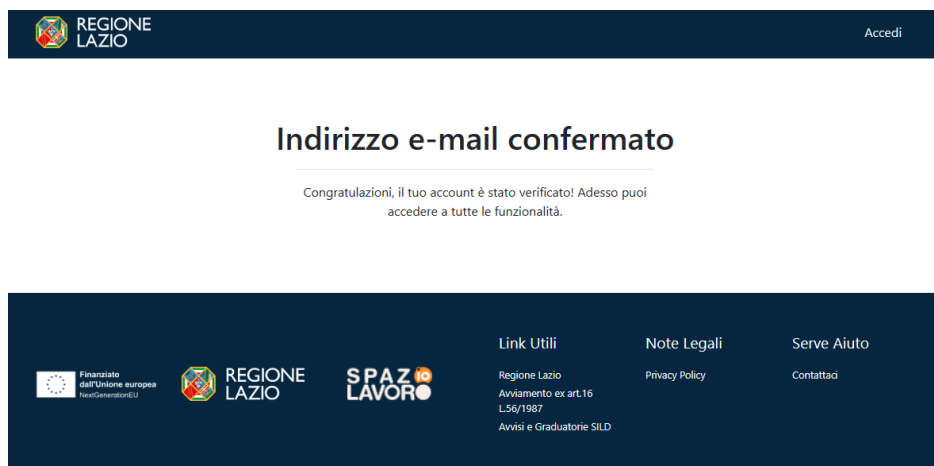 REGIONE
LAZIO
Accedi
Indirizzo e-mail confermato
Congratulazioni, il tuo account è stato verificato! Adesso puoi
accedere a tutte le funzionalità.
Finanziato
dall'Unione europea
NextGenerationEU
REGIONE
LAZIO
SPAZIO
LAVORO
Link Utili
Regione Lazio
Avviamento ex art.16
L.56/1987
Avvisi e Graduatorie SILD
Note Legali
Privacy Policy
Serve Aiuto
Contattaci